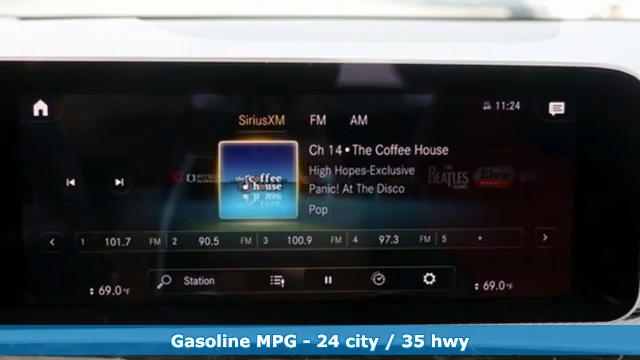 11:24
SiriusXM FM AM
Ch 14 • The Coffee House
High Hopes-Exclusive
Panic! At The Disco
Pop
the coffee house
THE BEATLES
Elvis
1 101.7 FM 2 90.5 FM 3 100.9 FM 4 97.3 FM 5 +
Station
69.0°F
69.0°F
Gasoline MPG - 24 city / 35 hwy